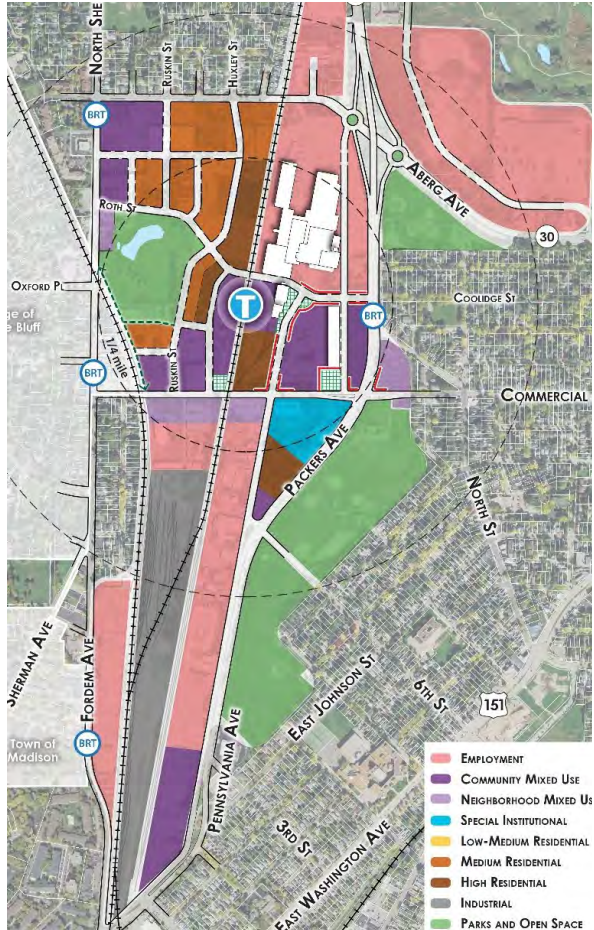 NORTH SHE
RUSKIN ST
HUXLEY ST
BRT
ABERG AVE
30
ROTH ST
OXFORD PL
ge of
e Bluff
COOLIDGE ST
T
BRT
1/4 mile
RUSKIN ST
BRT
COMMERCIAL
PACKERS AVE
NORTH ST
SHERMAN AVE
FORDEM AVE
EAST JOHNSON ST
6TH ST
151
Town of
Madison
BRT
PENNSYLVANIA AVE
3RD ST
EAST WASHINGTON AVE
EMPLOYMENT
COMMUNITY MIXED USE
NEIGHBORHOOD MIXED US
SPECIAL INSTITUTIONAL
LOW-MEDIUM RESIDENTIAL
MEDIUM RESIDENTIAL
HIGH RESIDENTIAL
INDUSTRIAL
PARKS AND OPEN SPACE